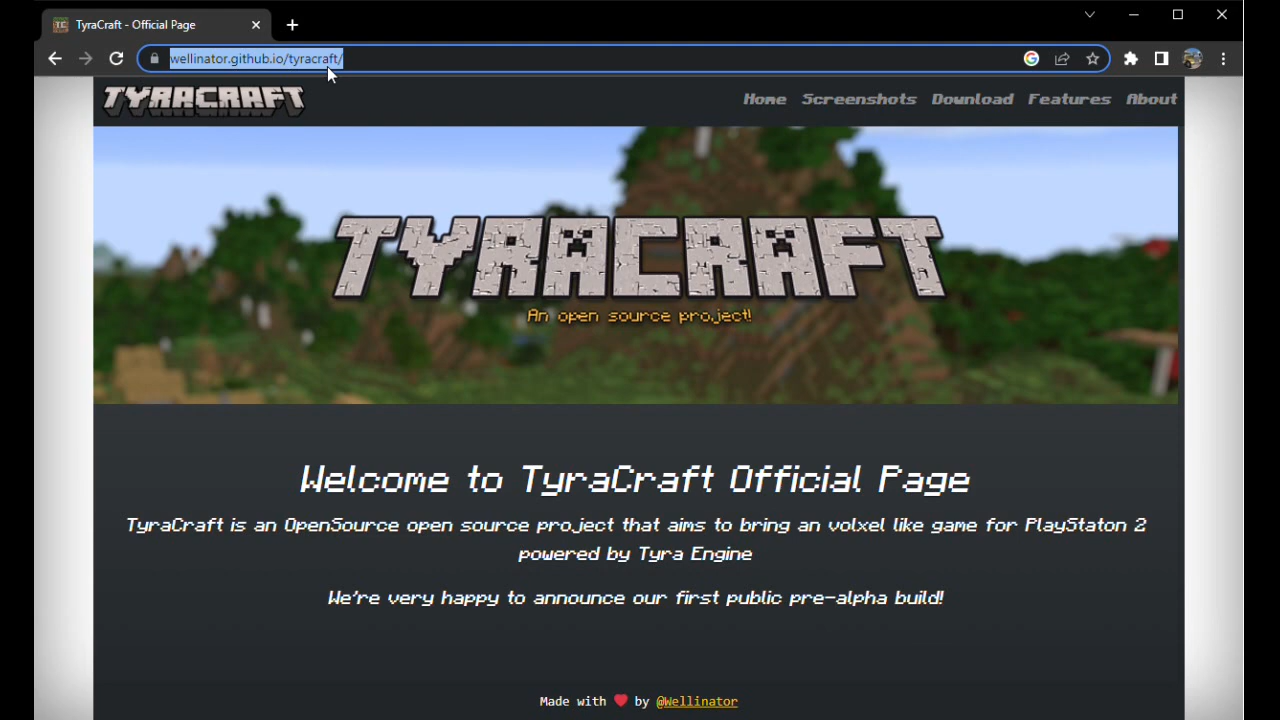 TyraCraft - Official Page
wellinator.github.io/tyracraft/
TYRACRAFT
Home Screenshots Download Features About
TYRACRAFT
An open source project!
Welcome to TyraCraft Official Page
TyraCraft is an OpenSource open source project that aims to bring an volxel like game for PlayStaton 2
powered by Tyra Engine
We're very happy to announce our first public pre-alpha build!
Made with ❤ by @Wellinator